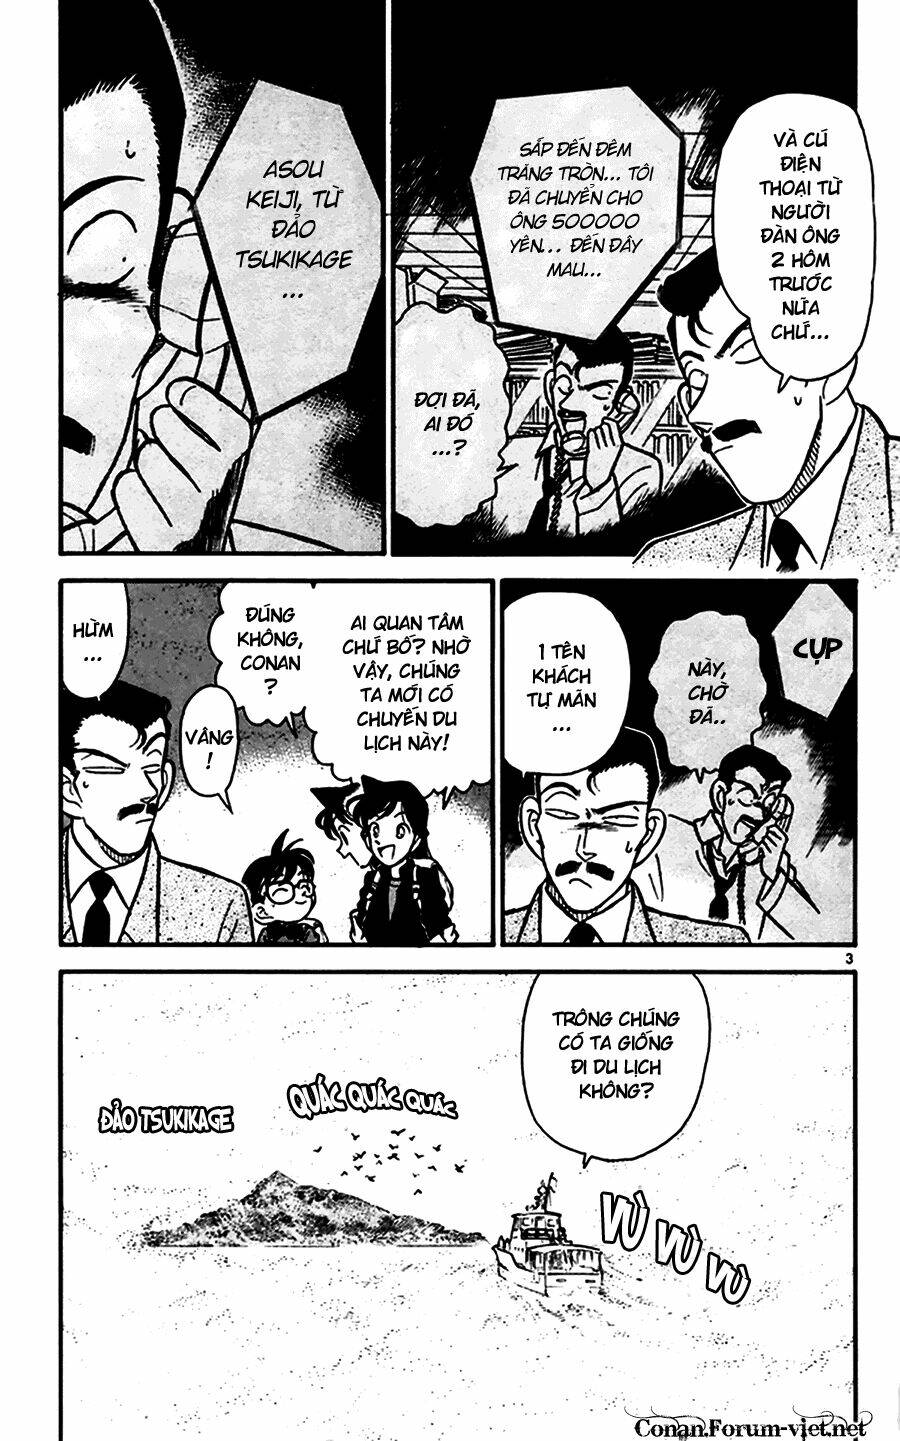 VÀ CÚ
ĐIỆN
THOẠI TỪ
NGƯỜI
ĐÀN ÔNG
2 HÔM
TRƯỚC
NỮA
CHỨ...
SẮP ĐẾN ĐÊM
TRĂNG TRÒN... TÔI
ĐÃ CHUYỂN CHO
ÔNG 500000
YÊN... ĐẾN ĐÂY
MAU...
ĐỢI ĐÃ,
AI ĐÓ
...?
ASOU
KEIJI, TỪ
ĐẢO
TSUKIKAGE
...
CỤP
NÀY,
CHỜ
ĐÃ..
1 TÊN
KHÁCH
TỰ MÃN
...
AI QUAN TÂM
CHỨ BỐ? NHỜ
VẬY, CHÚNG
TA MỚI CÓ
CHUYẾN DU
LỊCH NÀY!
ĐÚNG
KHÔNG,
CONAN
?
VÂNG
!
HỪM
...
3
TRÔNG CHÚNG
CÓ TA GIỐNG
ĐI DU LỊCH
KHÔNG?
QUÁC QUÁC QUÁC
ĐẢO TSUKIKAGE
VÙ VÙ VÙ
Conan.Forum-viet.net